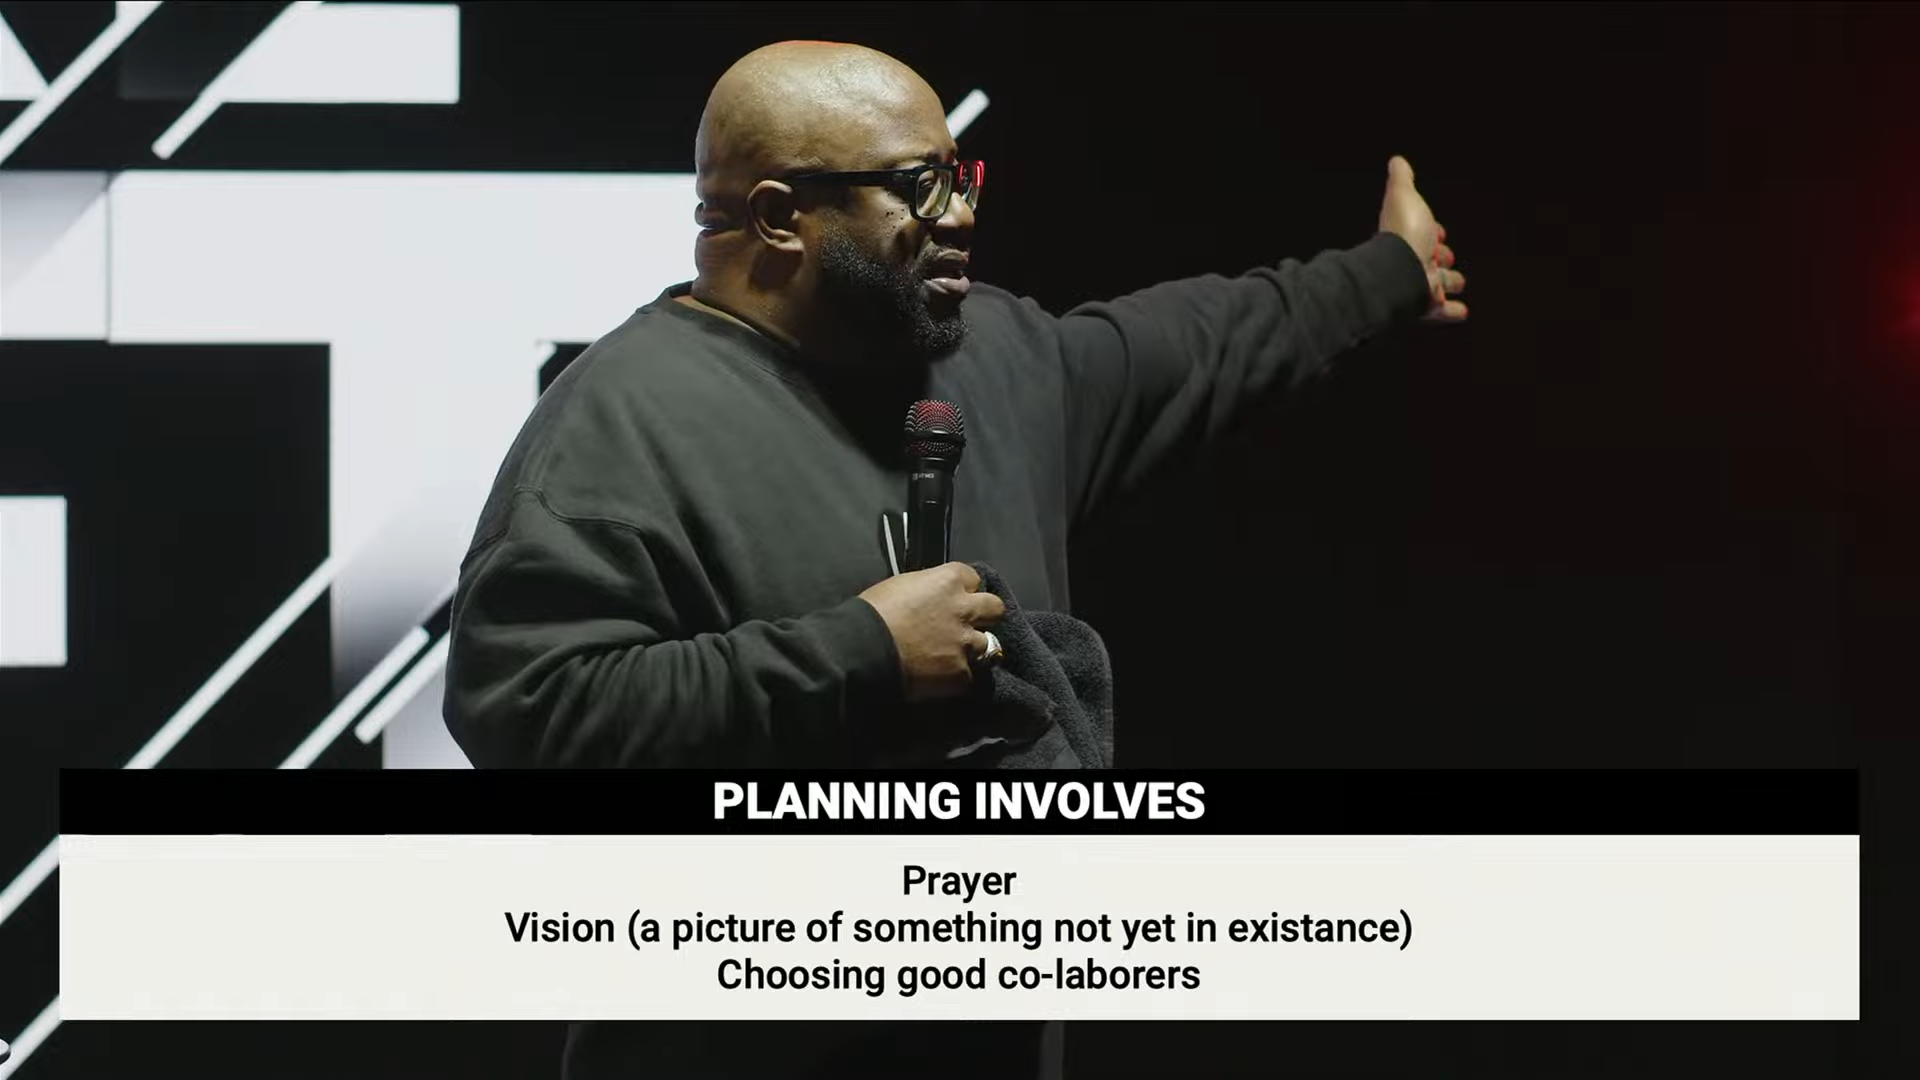 PLANNING INVOLVES
Prayer
Vision (a picture of something not yet in existance)
Choosing good co-laborers